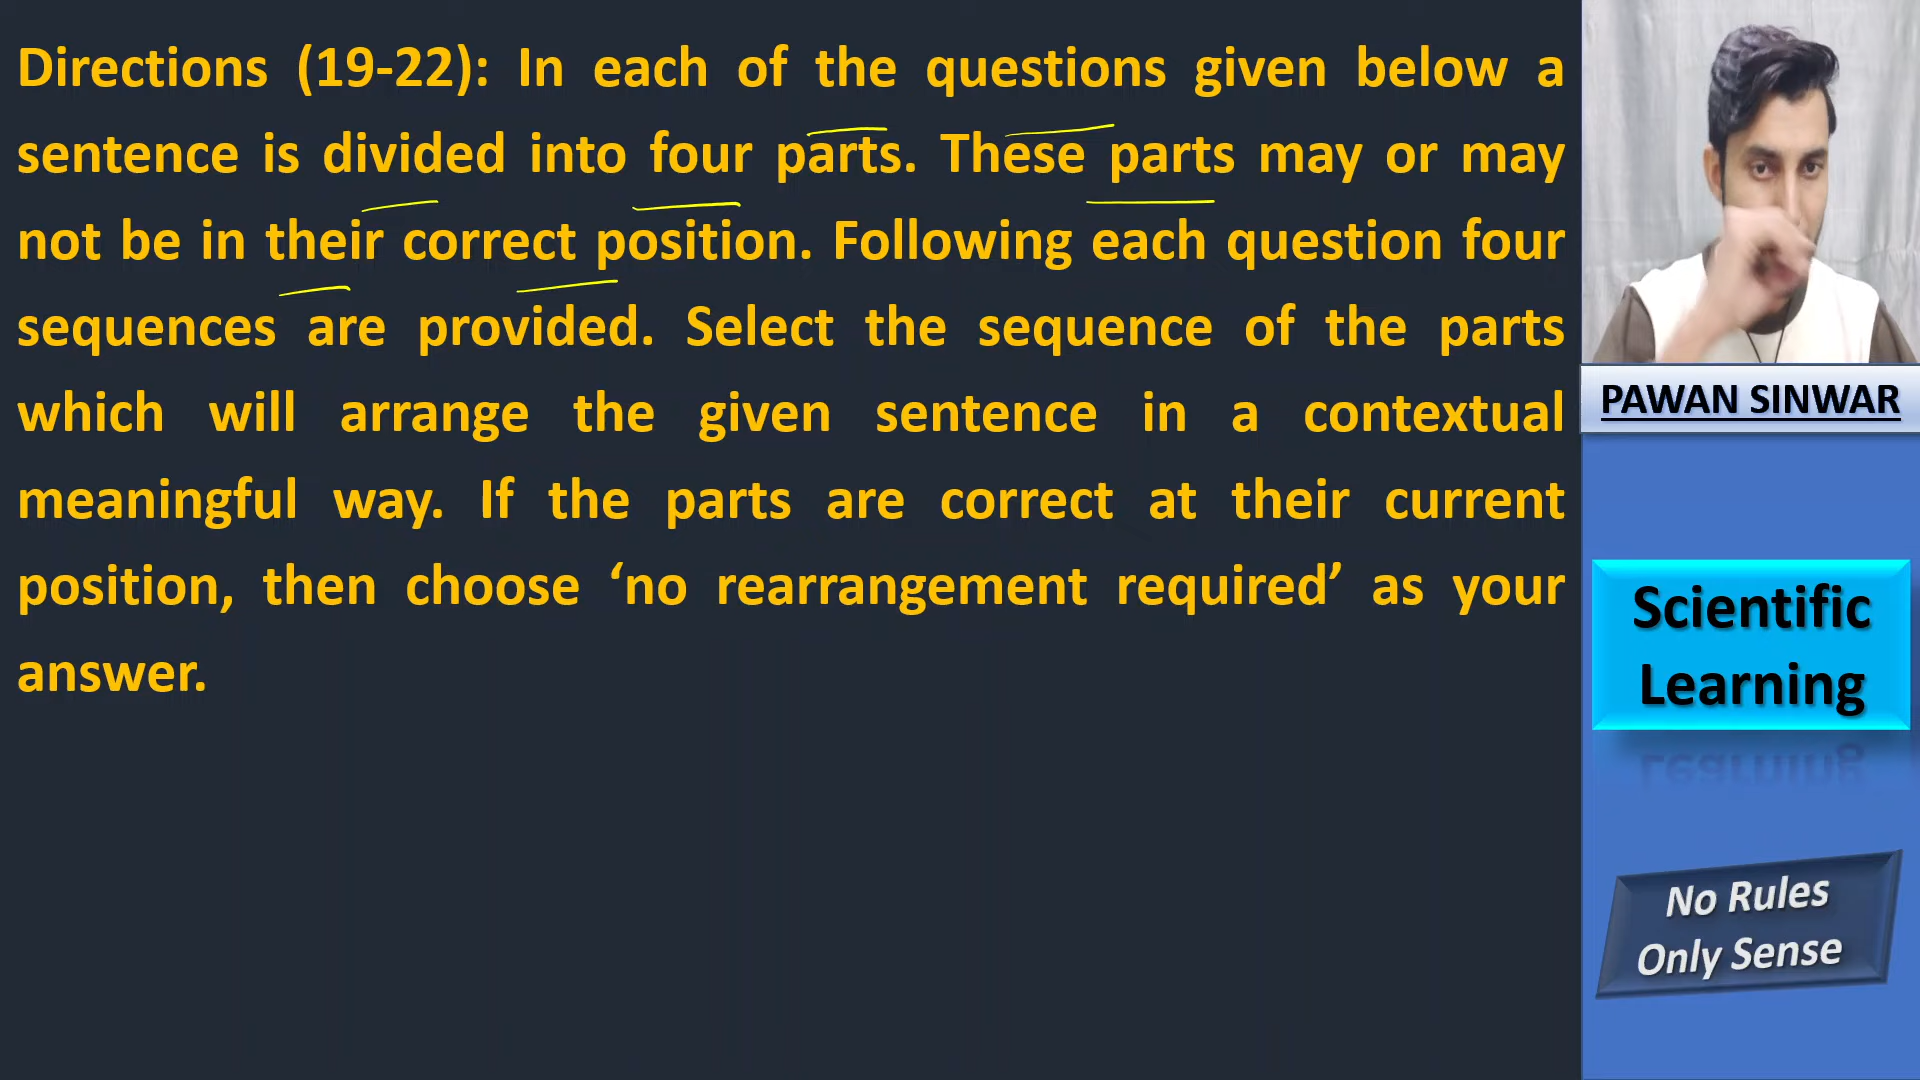 Directions (19-22): In each of the questions given below a
sentence is divided into four parts. These parts may or may
not be in their correct position. Following each question four
sequences are provided. Select the sequence of the parts
which will arrange the given sentence in a contextual
meaningful way. If the parts are correct at their current
position, then choose ‘no rearrangement required’ as your
answer.
PAWAN SINWAR
Scientific
Learning
No Rules
Only Sense